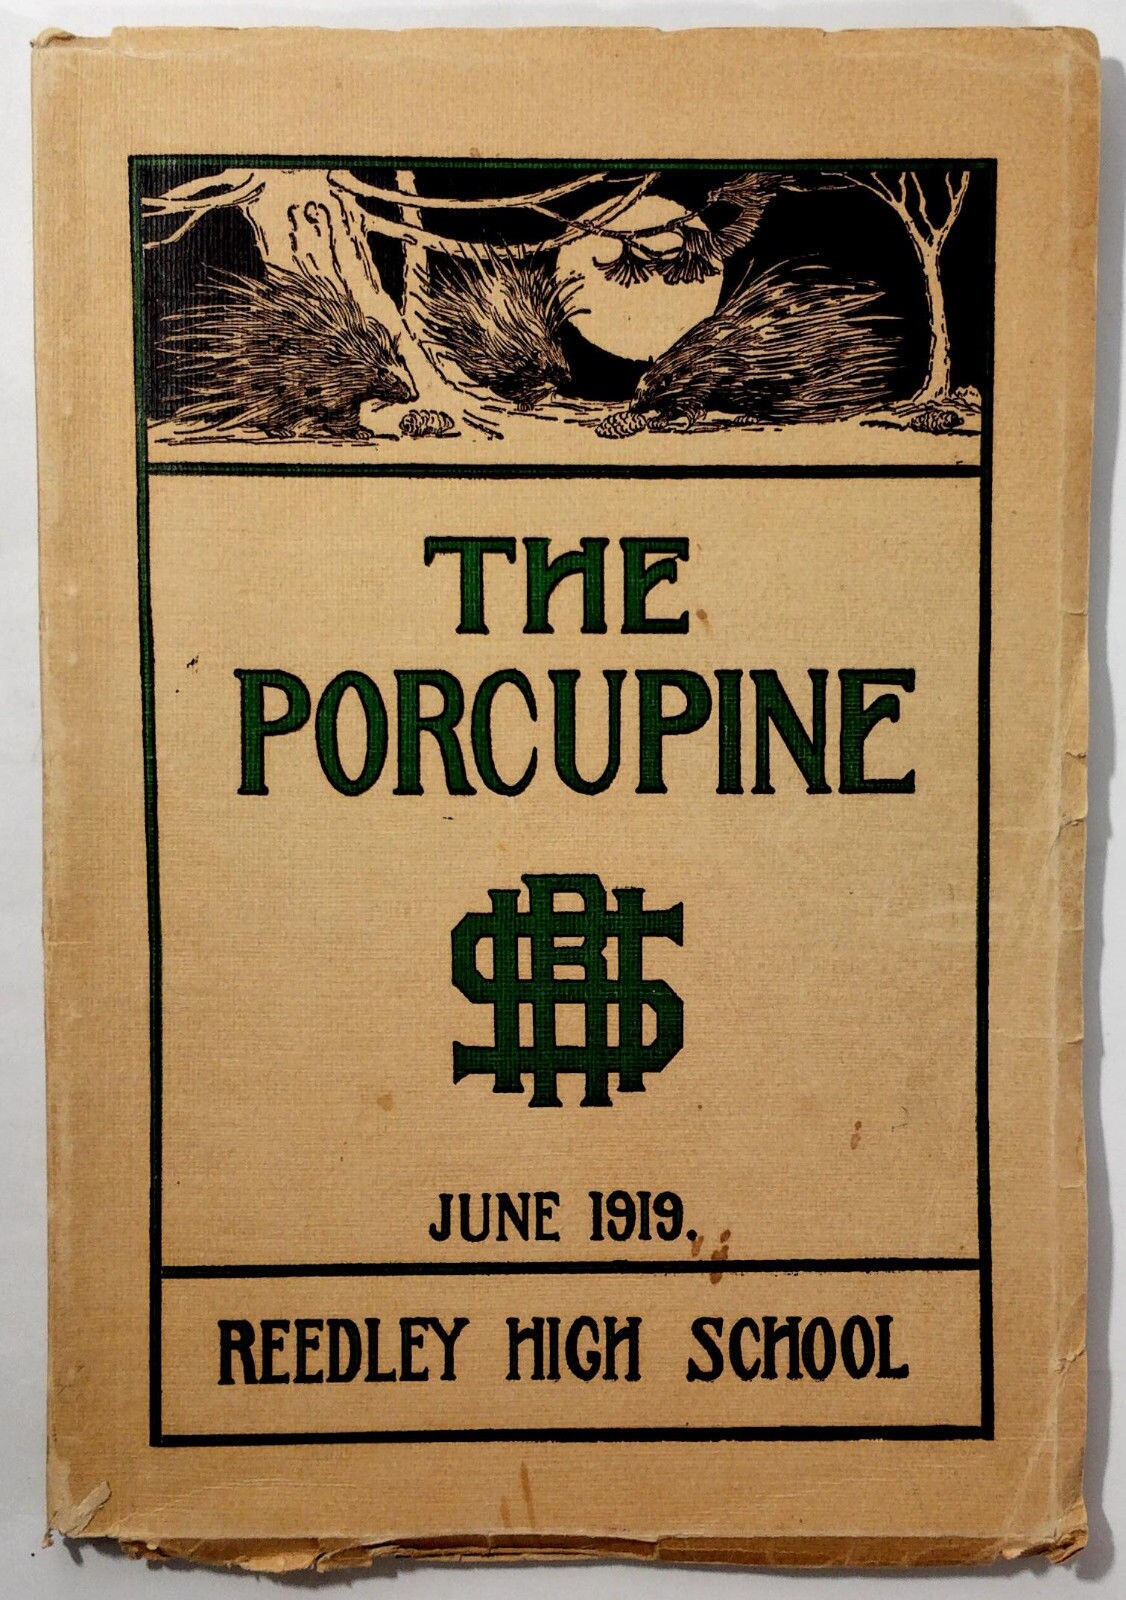 THE
PORCUPINE
RHS
JUNE 1919.
REEDLEY HIGH SCHOOL